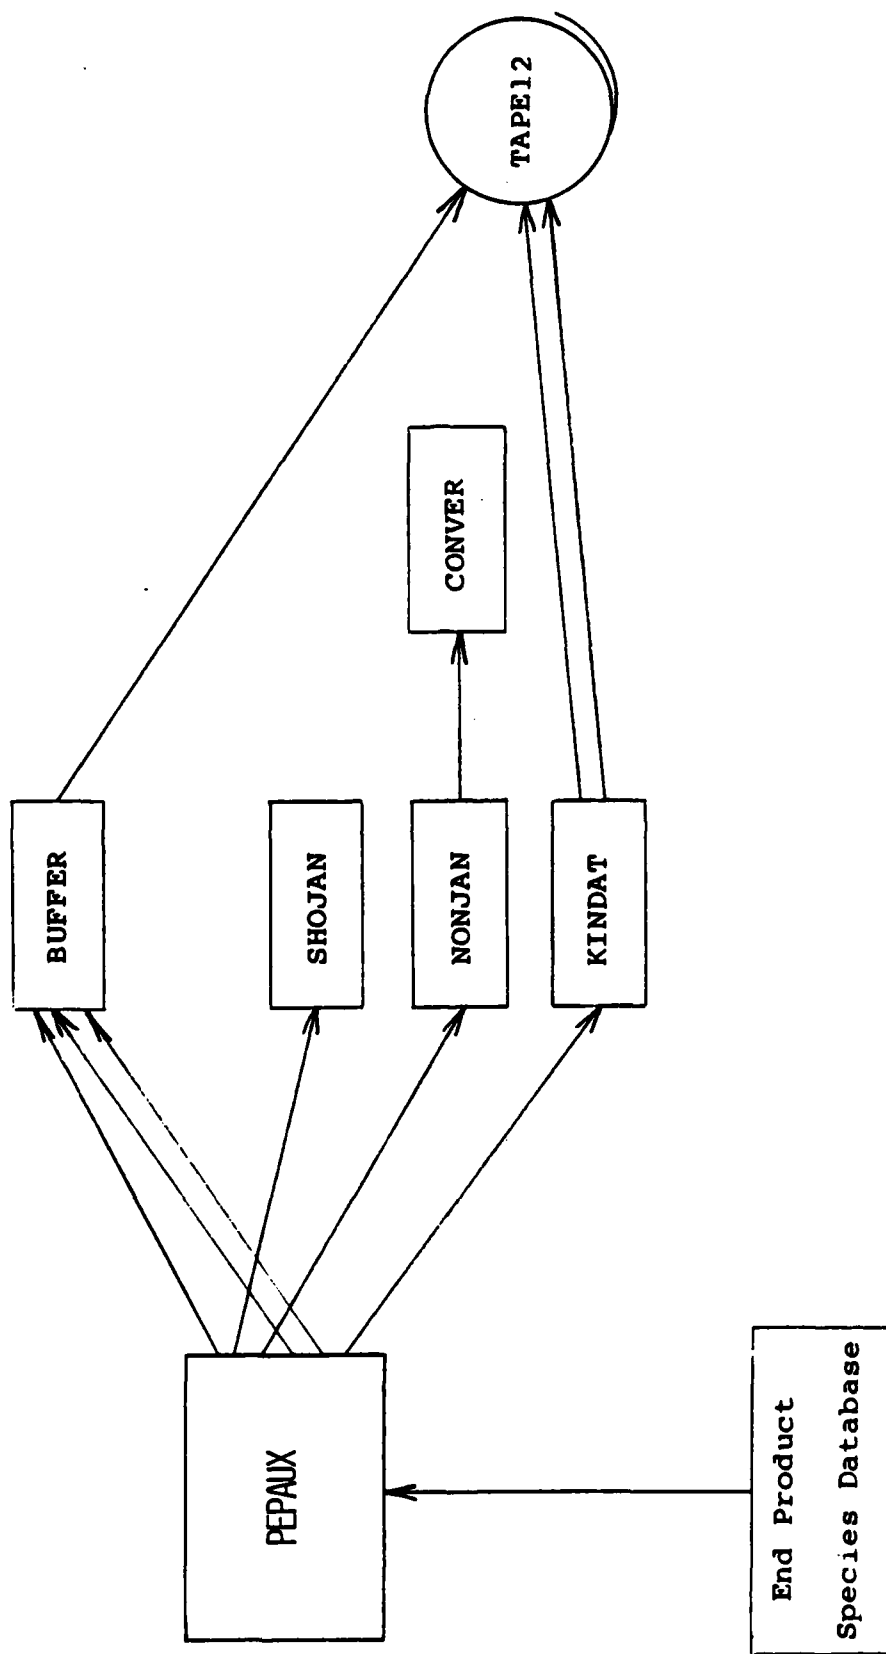 PEPAUX
End Product
Species Database
BUFFER
SHOJAN
NONJAN
KINDAT
CONVER
TAPE12